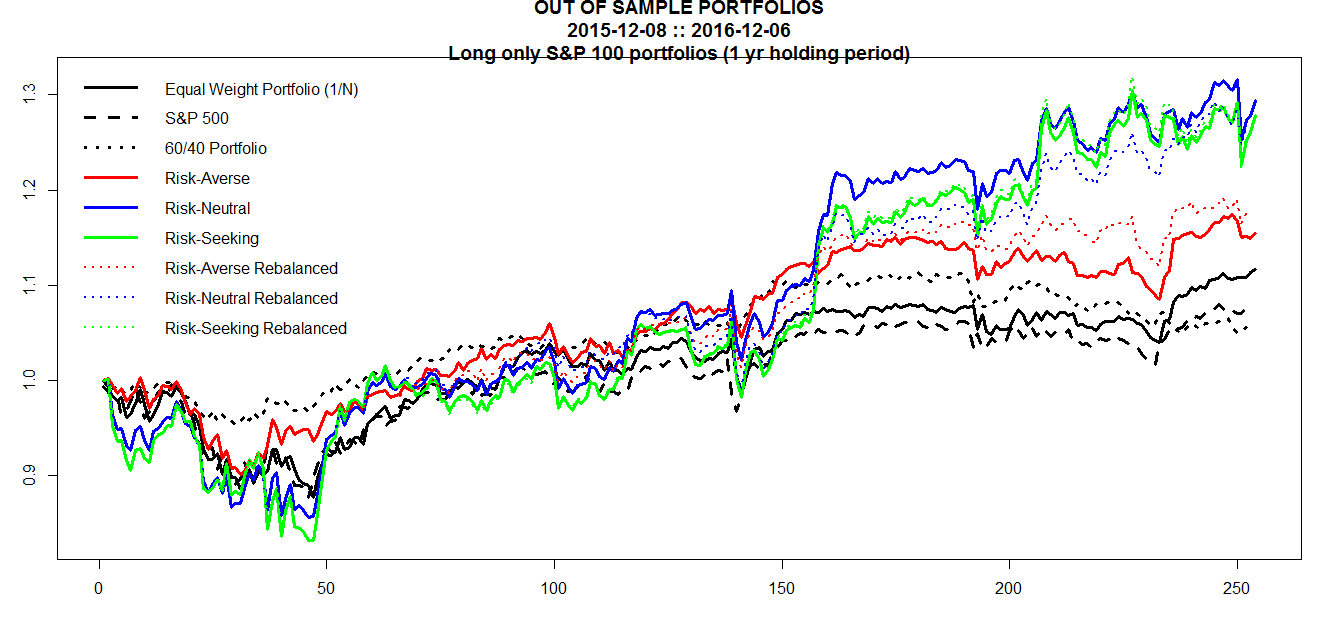 OUT OF SAMPLE PORTFOLIOS
2015-12-08 :: 2016-12-06
Long only S&P 100 portfolios (1 yr holding period)
Equal Weight Portfolio (1/N)
S&P 500
60/40 Portfolio
Risk-Averse
Risk-Neutral
Risk-Seeking
Risk-Averse Rebalanced
Risk-Neutral Rebalanced
Risk-Seeking Rebalanced
1.3
1.2
1.1
1.0
0.9
0 50 100 150 200 250